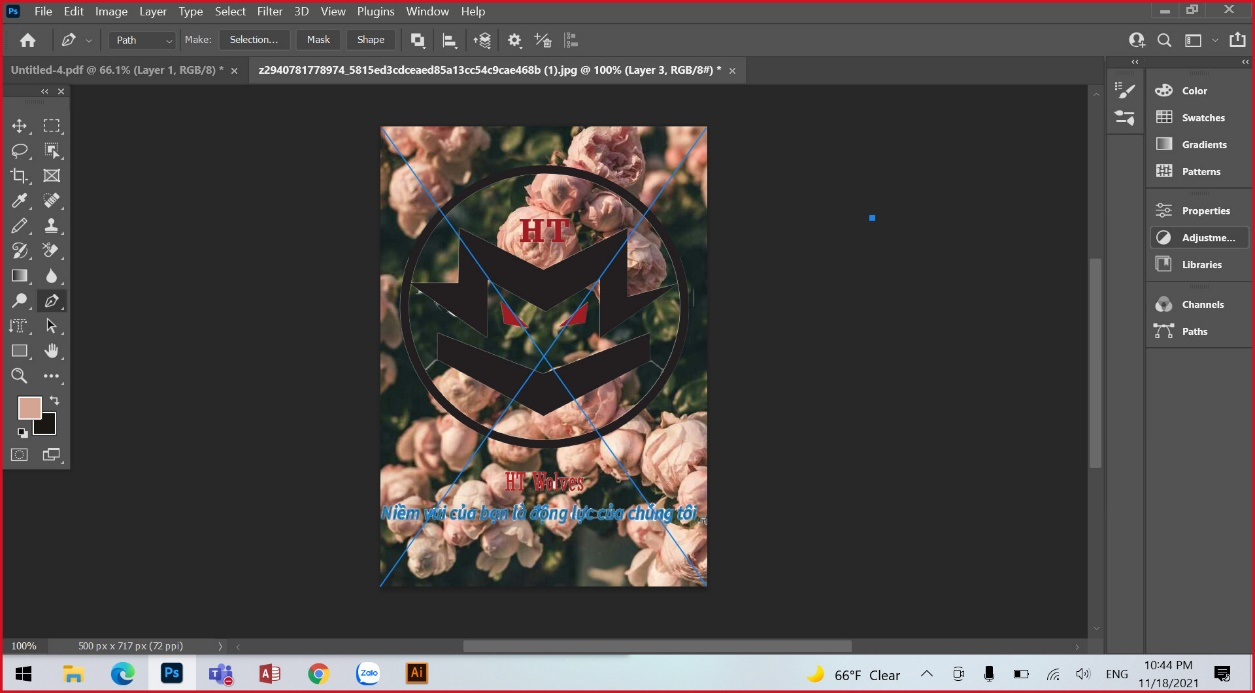 Ps File Edit Image Layer Type Select Filter 3D View Plugins Window Help
Path Make: Selection... Mask Shape
Untitled-4.pdf @ 66.1% (Layer 1, RGB/8) * ×
z2940781778974_5815ed3cdceaed85a13cc54c9cae468b (1).jpg @ 100% (Layer 3, RGB/8#) * ×
Color
Swatches
Gradients
Patterns
Properties
Adjustme...
Libraries
Channels
Paths
HT
HT Wolves
Niềm vui của bạn là động lực của chúng tôi
100% 500 px x 717 px (72 ppi)
Ps Zalo Ai
66°F Clear ENG 10:44 PM
11/18/2021